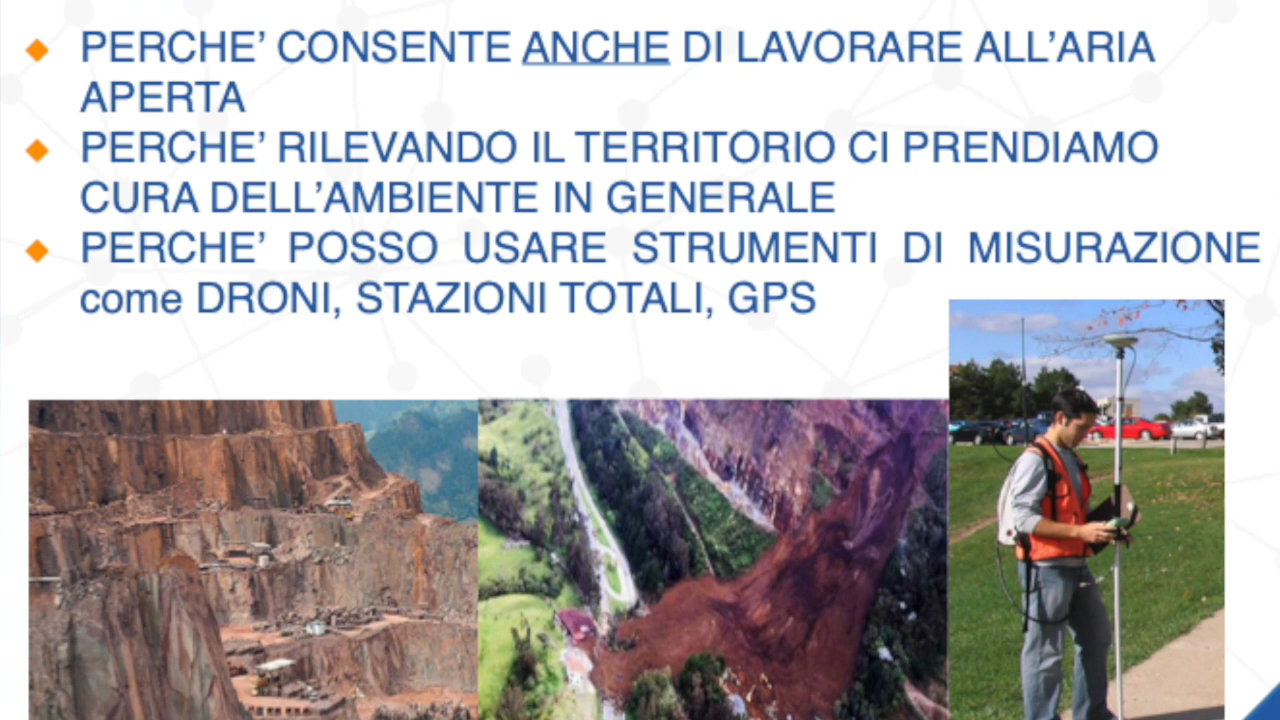 PERCHE’ CONSENTE ANCHE DI LAVORARE ALL’ARIA
APERTA
PERCHE’ RILEVANDO IL TERRITORIO CI PRENDIAMO
CURA DELL’AMBIENTE IN GENERALE
PERCHE’ POSSO USARE STRUMENTI DI MISURAZIONE
come DRONI, STAZIONI TOTALI, GPS